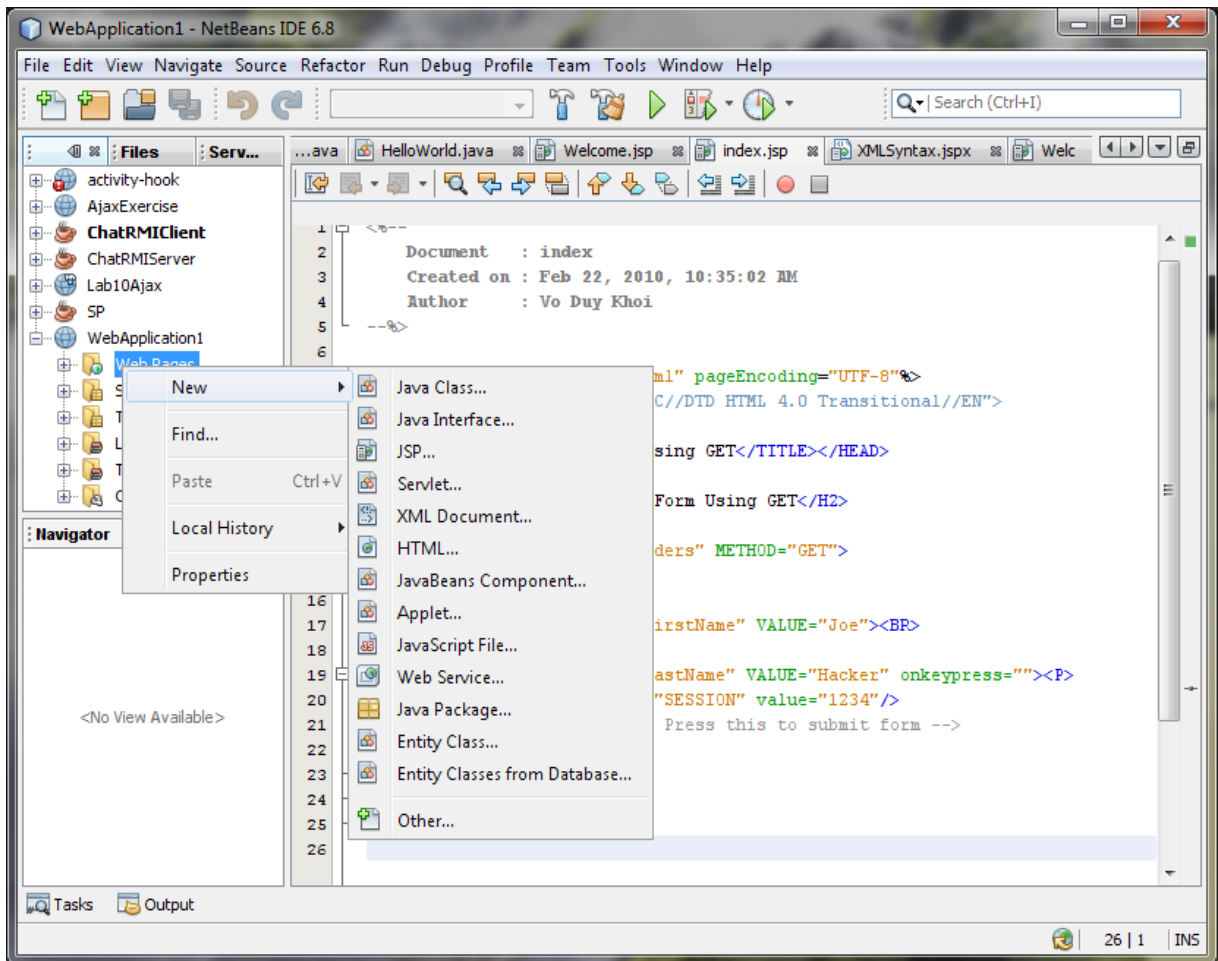 WebApplication1 - NetBeans IDE 6.8
File Edit View Navigate Source Refactor Run Debug Profile Team Tools Window Help
Search (Ctrl+I)
Files Serv...
...ava HelloWorld.java Welcome.jsp index.jsp XMLSyntax.jspx Welc
activity-hook
AjaxExercise
ChatRMIClient
ChatRMIServer
Lab10Ajax
SP
WebApplication1
Web Pages
S
T
L
T
New
Find...
Paste Ctrl+V
Local History
Properties
Java Class...
Java Interface...
JSP...
Servlet...
XML Document...
HTML...
JavaBeans Component...
Applet...
JavaScript File...
Web Service...
Java Package...
Entity Class...
Entity Classes from Database...
Other...
1 <%--
2 Document : index
3 Created on : Feb 22, 2010, 10:35:02 AM
4 Author : Vo Duy Khoi
5 --%>
6
ml" pageEncoding="UTF-8"%>
C//DTD HTML 4.0 Transitional//EN">
sing GET</TITLE></HEAD>
Form Using GET</H2>
ders" METHOD="GET">
16
17 irstName" VALUE="Joe"><BR>
18
19 astName" VALUE="Hacker" onkeypress=""><P>
20 "SESSION" value="1234"/>
21 Press this to submit form -->
22
23
24
25
26
Navigator
<No View Available>
Tasks Output
26 | 1 INS